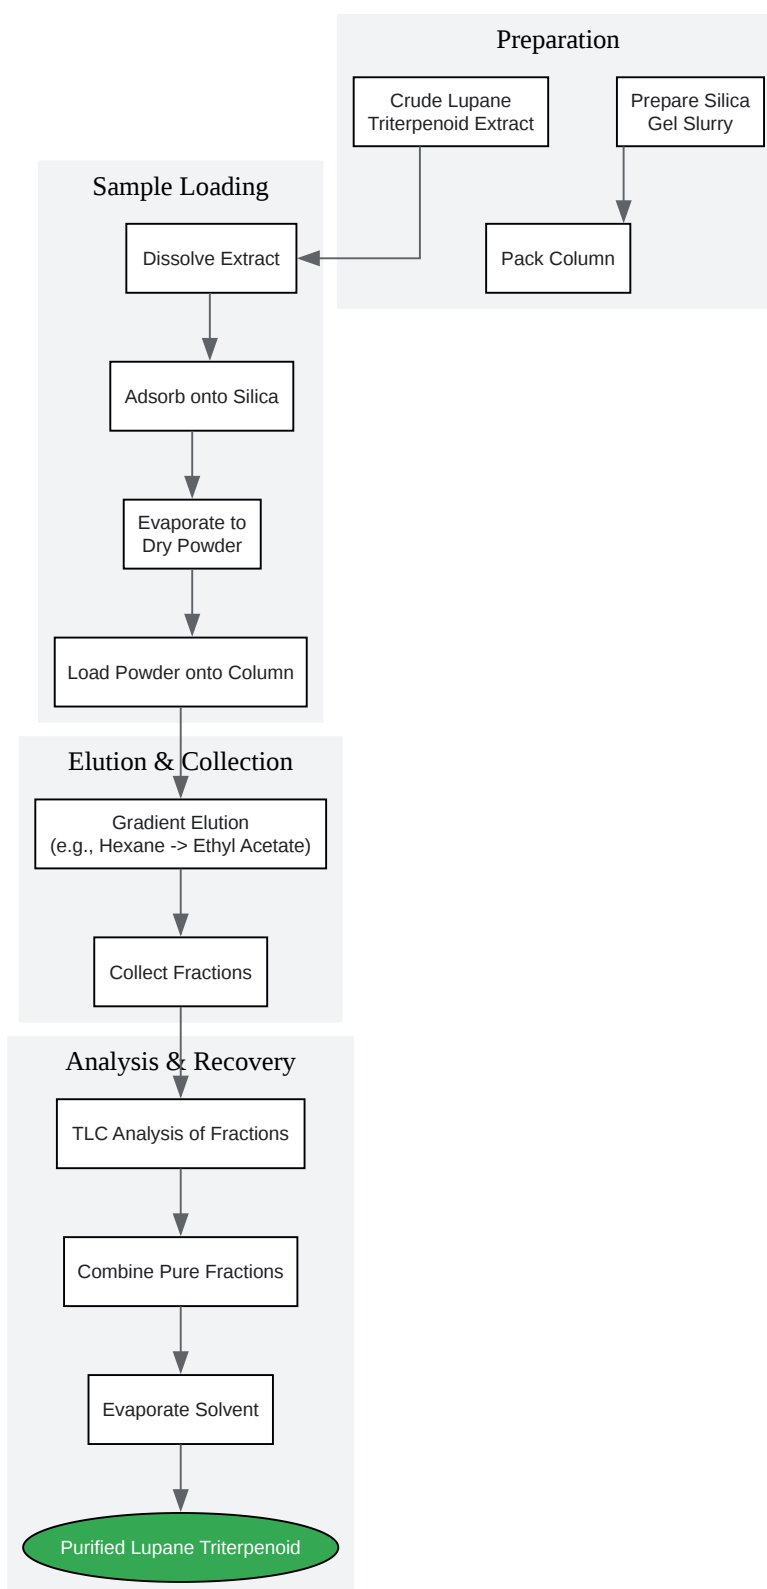 Preparation
Crude Lupane
Triterpenoid Extract
Prepare Silica
Gel Slurry
Pack Column
Sample Loading
Dissolve Extract
Adsorb onto Silica
Evaporate to
Dry Powder
Load Powder onto Column
Elution & Collection
Gradient Elution
(e.g., Hexane -> Ethyl Acetate)
Collect Fractions
Analysis & Recovery
TLC Analysis of Fractions
Combine Pure Fractions
Evaporate Solvent
Purified Lupane Triterpenoid